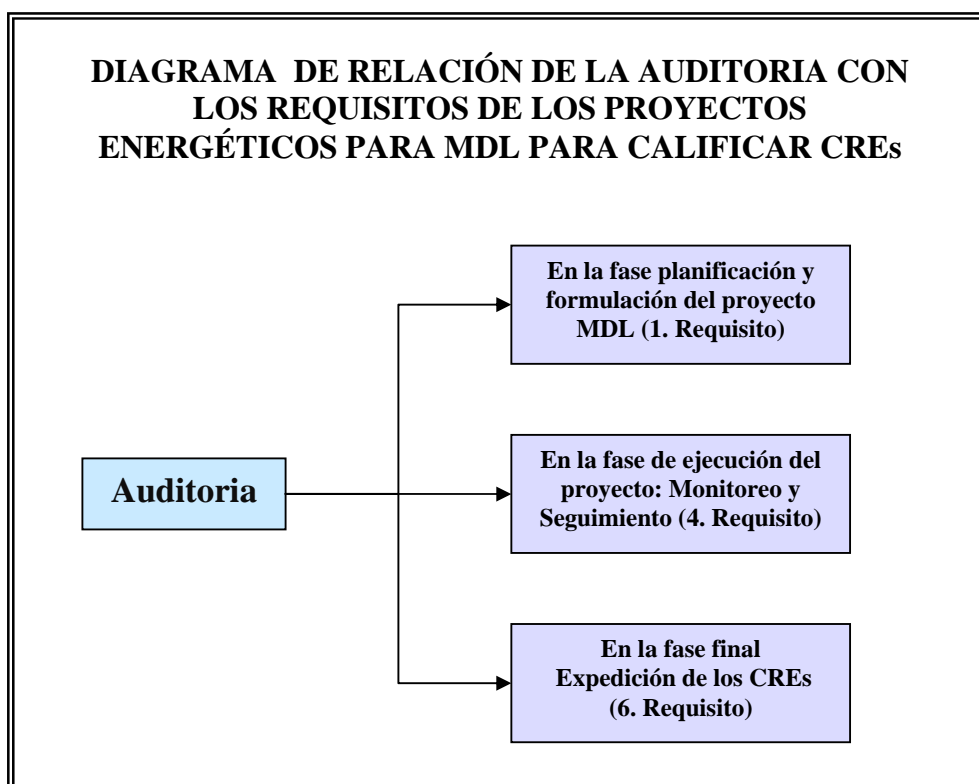 DIAGRAMA DE RELACIÓN DE LA AUDITORIA CON
LOS REQUISITOS DE LOS PROYECTOS
ENERGÉTICOS PARA MDL PARA CALIFICAR CREs
En la fase planificación y
formulación del proyecto
MDL (1. Requisito)
Auditoria
En la fase de ejecución del
proyecto: Monitoreo y
Seguimiento (4. Requisito)
En la fase final
Expedición de los CREs
(6. Requisito)